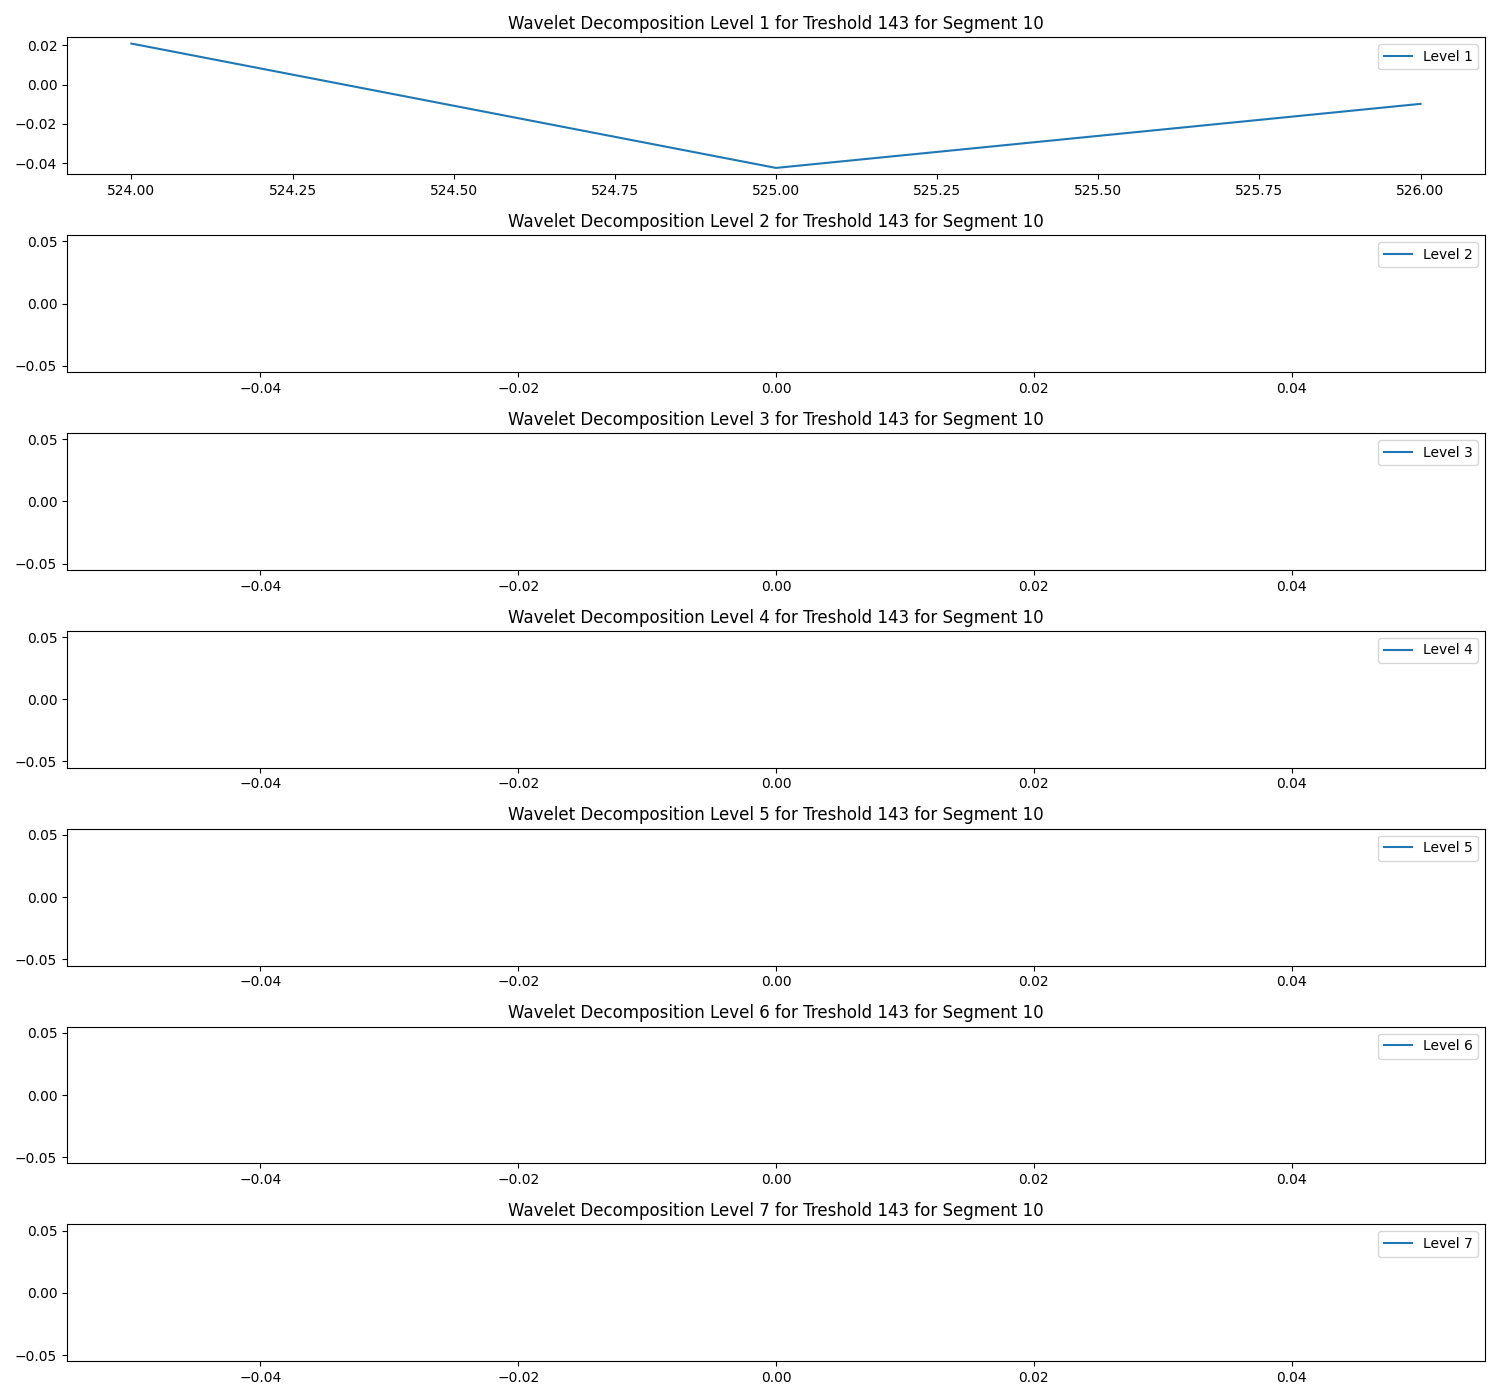 Wavelet Decomposition Level 1 for Treshold 143 for Segment 10
0.02
0.00
−0.02
−0.04
Level 1
524.00 524.25 524.50 524.75 525.00 525.25 525.50 525.75 526.00
Wavelet Decomposition Level 2 for Treshold 143 for Segment 10
0.05
0.00
−0.05
Level 2
−0.04 −0.02 0.00 0.02 0.04
Wavelet Decomposition Level 3 for Treshold 143 for Segment 10
0.05
0.00
−0.05
Level 3
−0.04 −0.02 0.00 0.02 0.04
Wavelet Decomposition Level 4 for Treshold 143 for Segment 10
0.05
0.00
−0.05
Level 4
−0.04 −0.02 0.00 0.02 0.04
Wavelet Decomposition Level 5 for Treshold 143 for Segment 10
0.05
0.00
−0.05
Level 5
−0.04 −0.02 0.00 0.02 0.04
Wavelet Decomposition Level 6 for Treshold 143 for Segment 10
0.05
0.00
−0.05
Level 6
−0.04 −0.02 0.00 0.02 0.04
Wavelet Decomposition Level 7 for Treshold 143 for Segment 10
0.05
0.00
−0.05
Level 7
−0.04 −0.02 0.00 0.02 0.04